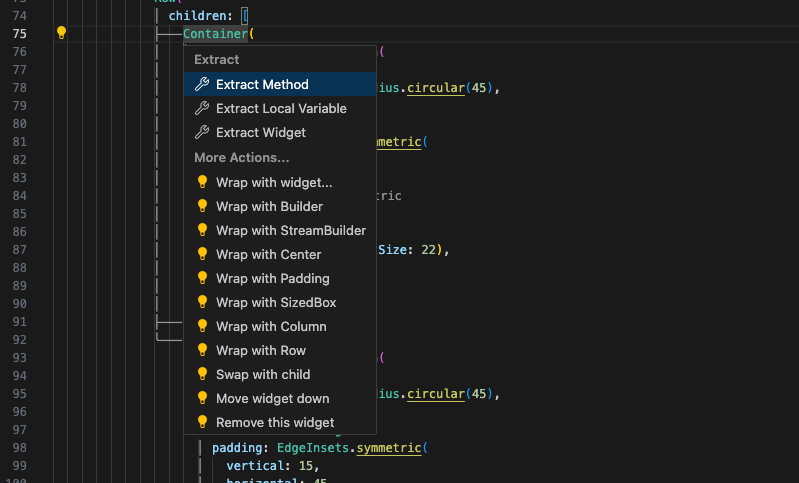 Row(
74 children: [
75 Container(
76 (
77
78 ius.circular(45),
79
80
81 mmetric(
82
83
84 tric
85
86
87 Size: 22),
88
89
90
91
92
93 (
94
95 ius.circular(45),
96
97
98 padding: EdgeInsets.symmetric(
99 vertical: 15,
100 horizontal: 45
Extract
Extract Method
Extract Local Variable
Extract Widget
More Actions...
Wrap with widget...
Wrap with Builder
Wrap with StreamBuilder
Wrap with Center
Wrap with Padding
Wrap with SizedBox
Wrap with Column
Wrap with Row
Swap with child
Move widget down
Remove this widget